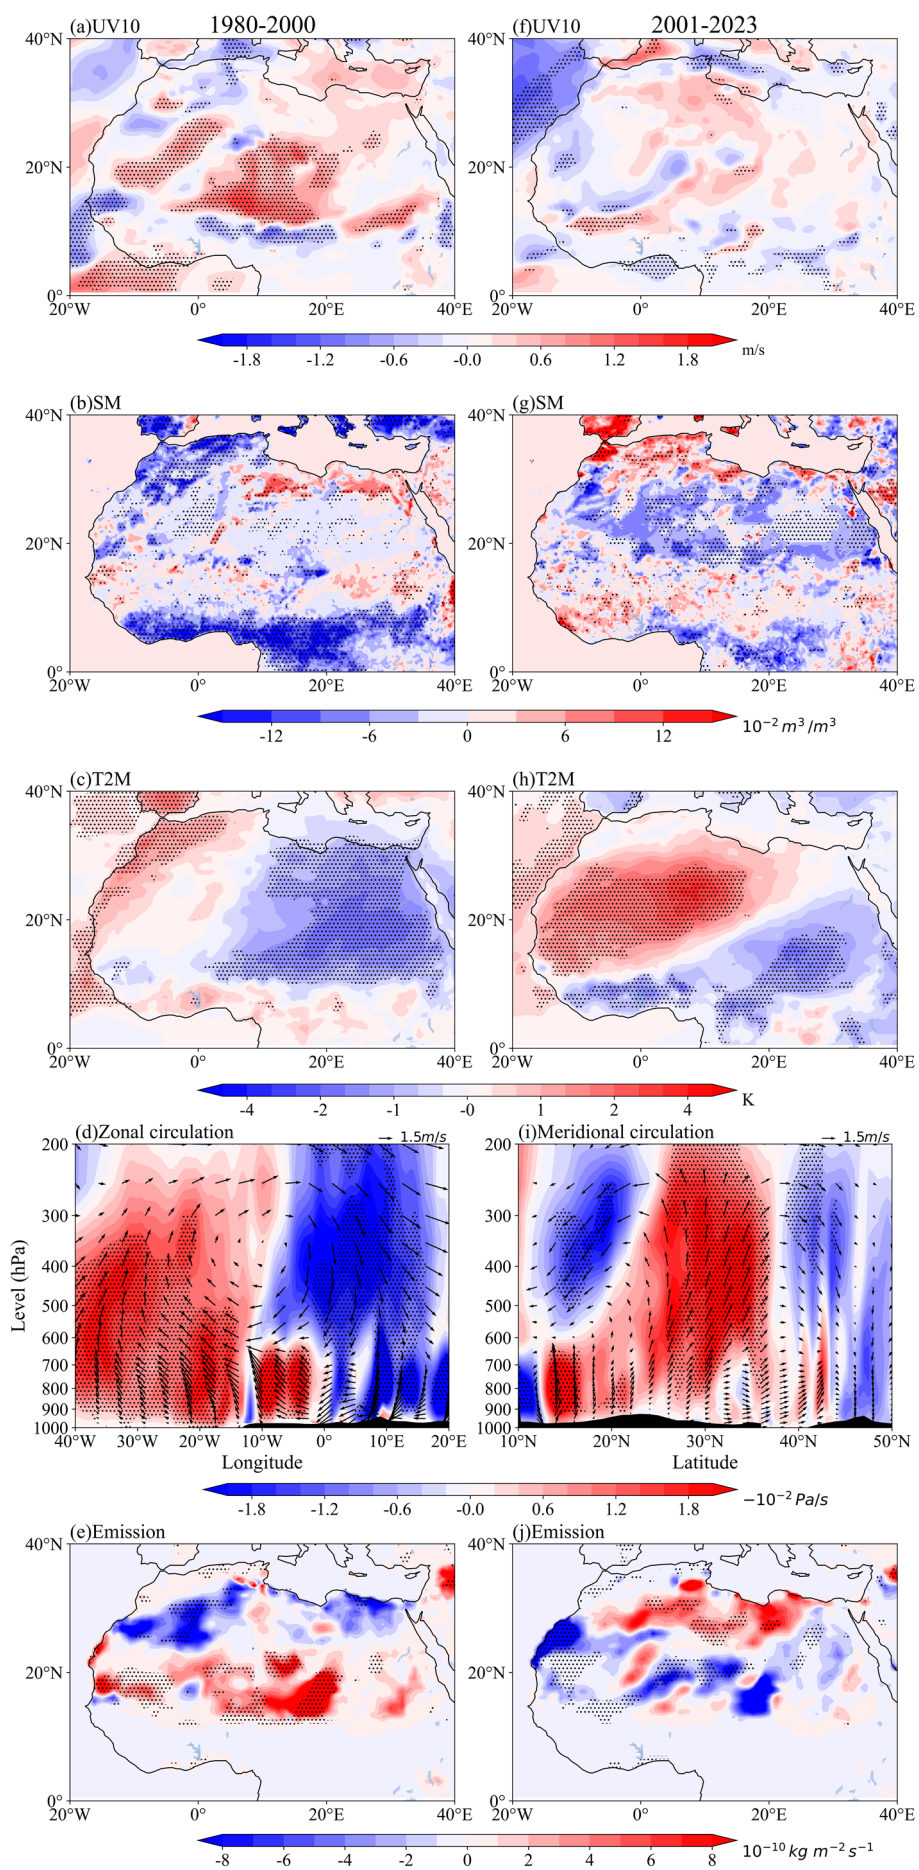 1980-2000
2001-2023
(a)UV10
(f)UV10
40°N
20°N
0°
20°W 0° 20°E 40°E
40°N
20°N
0°
20°W 0° 20°E 40°E
-1.8 -1.2 -0.6 -0.0 0.6 1.2 1.8 m/s
(b)SM
(g)SM
40°N
20°N
0°
20°W 0° 20°E 40°E
40°N
20°N
0°
20°W 0° 20°E 40°E
-12 -6 0 6 12 10⁻² m³/m³
(c)T2M
(h)T2M
40°N
20°N
0°
20°W 0° 20°E 40°E
40°N
20°N
0°
20°W 0° 20°E 40°E
-4 -2 -1 -0 1 2 4 K
(d)Zonal circulation
1.5m/s
(i)Meridional circulation
1.5m/s
Level (hPa)
200
300
400
500
600
700
800
900
1000
40°W 30°W 20°W 10°W 0° 10°E 20°E
Longitude
200
300
400
500
600
700
800
900
1000
10°N 20°N 30°N 40°N 50°N
Latitude
-1.8 -1.2 -0.6 -0.0 0.6 1.2 1.8 −10⁻² Pa/s
(e)Emission
(j)Emission
40°N
20°N
0°
20°W 0° 20°E 40°E
40°N
20°N
0°
20°W 0° 20°E 40°E
-8 -6 -4 -2 0 2 4 6 8 10⁻¹⁰ kg m⁻² s⁻¹